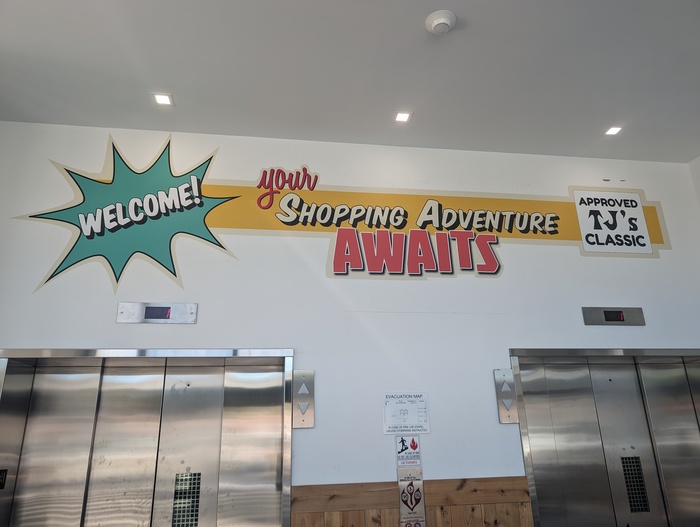 WELCOME!
your
SHOPPING ADVENTURE
AWAITS
APPROVED
TJ's
CLASSIC
EVACUATION MAP